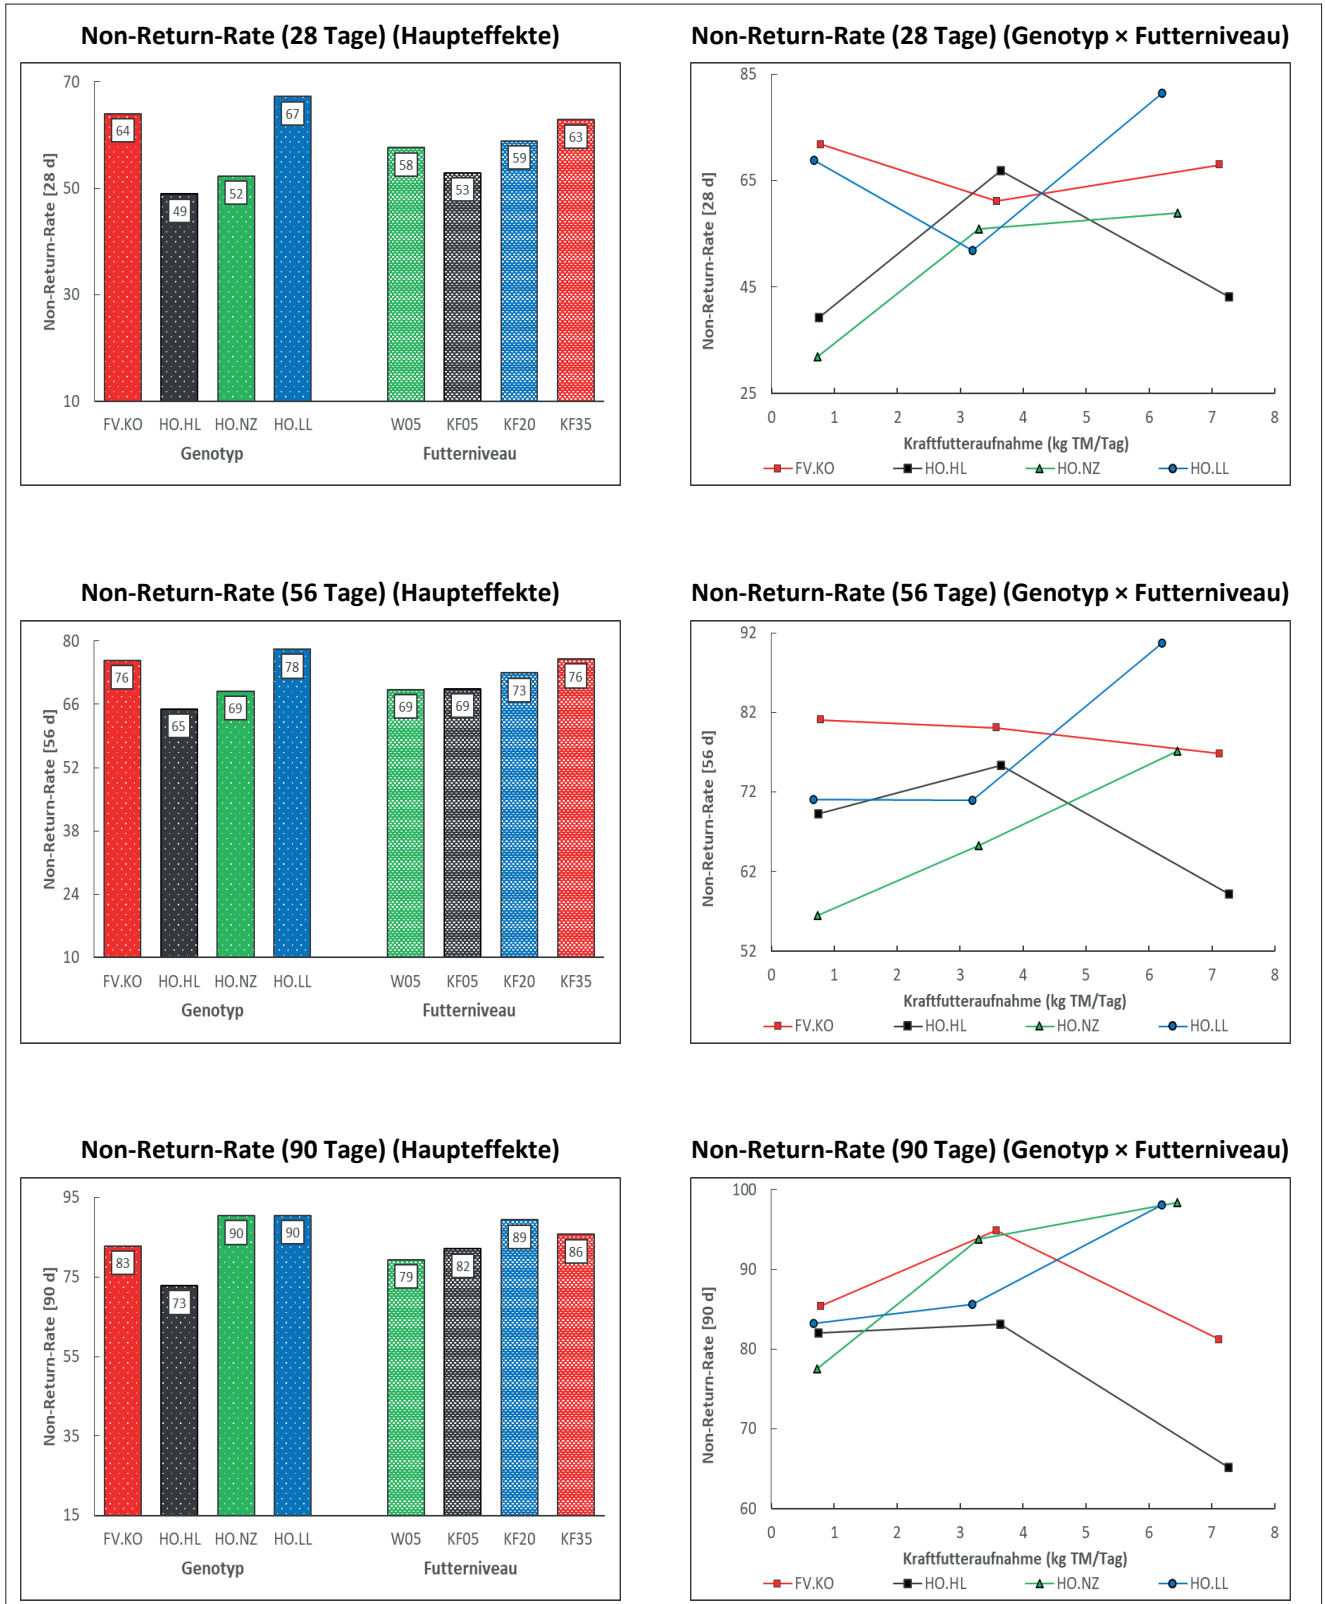 Non-Return-Rate (28 Tage) (Haupteffekte)
Non-Return-Rate [28 d]
70
50
30
10
64
49
52
67
58
53
59
63
FV.KO HO.HL HO.NZ HO.LL W05 KF05 KF20 KF35
Genotyp Futterniveau
Non-Return-Rate (28 Tage) (Genotyp × Futterniveau)
Non-Return-Rate [28 d]
85
65
45
25
0 1 2 3 4 5 6 7 8
Kraftfutteraufnahme (kg TM/Tag)
FV.KO HO.HL HO.NZ HO.LL
Non-Return-Rate (56 Tage) (Haupteffekte)
Non-Return-Rate [56 d]
80
66
52
38
24
10
76
65
69
78
69
69
73
76
FV.KO HO.HL HO.NZ HO.LL W05 KF05 KF20 KF35
Genotyp Futterniveau
Non-Return-Rate (56 Tage) (Genotyp × Futterniveau)
Non-Return-Rate [56 d]
92
82
72
62
52
0 1 2 3 4 5 6 7 8
Kraftfutteraufnahme (kg TM/Tag)
FV.KO HO.HL HO.NZ HO.LL
Non-Return-Rate (90 Tage) (Haupteffekte)
Non-Return-Rate [90 d]
95
75
55
35
15
83
73
90
90
79
82
89
86
FV.KO HO.HL HO.NZ HO.LL W05 KF05 KF20 KF35
Genotyp Futterniveau
Non-Return-Rate (90 Tage) (Genotyp × Futterniveau)
Non-Return-Rate [90 d]
100
90
80
70
60
0 1 2 3 4 5 6 7 8
Kraftfutteraufnahme (kg TM/Tag)
FV.KO HO.HL HO.NZ HO.LL